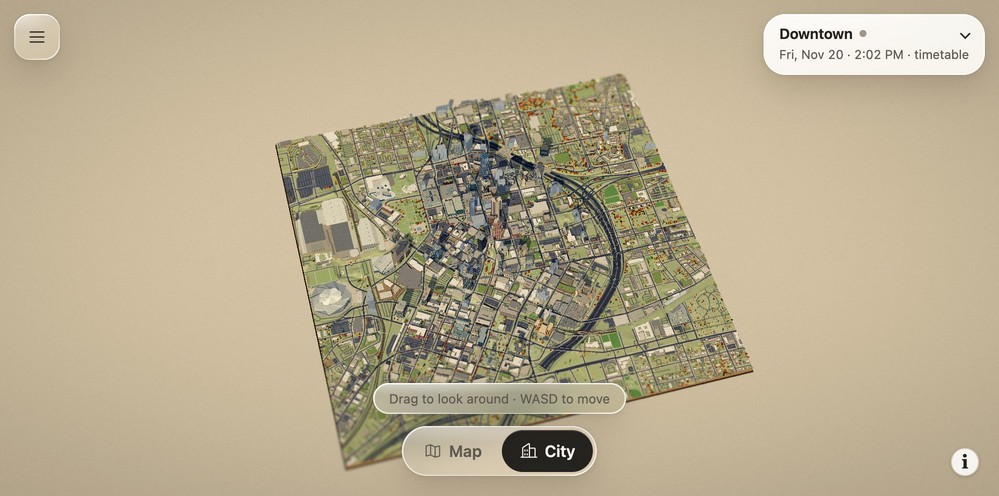 Downtown
Fri, Nov 20 · 2:02 PM · timetable
Drag to look around · WASD to move
Map
City
i